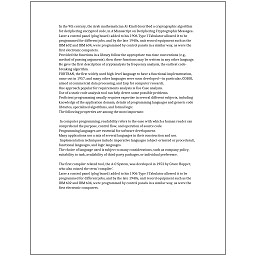 In the 9th century, the Arab mathematician Al-Kindi described a cryptographic algorithm
for deciphering encrypted code, in A Manuscript on Deciphering Cryptographic Messages.
Later a control panel (plug board) added to his 1906 Type I Tabulator allowed it to be
programmed for different jobs, and by the late 1940s, unit record equipment such as the
IBM 602 and IBM 604, were programmed by control panels in a similar way, as were the
first electronic computers.
Provided the functions in a library follow the appropriate run-time conventions (e.g.,
method of passing arguments), then these functions may be written in any other language.
He gave the first description of cryptanalysis by frequency analysis, the earliest code-
breaking algorithm.
FORTRAN, the first widely used high-level language to have a functional implementation,
came out in 1957, and many other languages were soon developed—in particular, COBOL
aimed at commercial data processing, and Lisp for computer research.
One approach popular for requirements analysis is Use Case analysis.
Use of a static code analysis tool can help detect some possible problems.
Proficient programming usually requires expertise in several different subjects, including
knowledge of the application domain, details of programming languages and generic code
libraries, specialized algorithms, and formal logic.
The following properties are among the most important:

In computer programming, readability refers to the ease with which a human reader can
comprehend the purpose, control flow, and operation of source code.
Programming languages are essential for software development.
Many applications use a mix of several languages in their construction and use.
Implementation techniques include imperative languages (object-oriented or procedural),
functional languages, and logic languages.
The choice of language used is subject to many considerations, such as company policy,
suitability to task, availability of third-party packages, or individual preference.

The first compiler related tool, the A-0 System, was developed in 1952 by Grace Hopper,
who also coined the term 'compiler'.
Later a control panel (plug board) added to his 1906 Type I Tabulator allowed it to be
programmed for different jobs, and by the late 1940s, unit record equipment such as the
IBM 602 and IBM 604, were programmed by control panels in a similar way, as were the
first electronic computers.